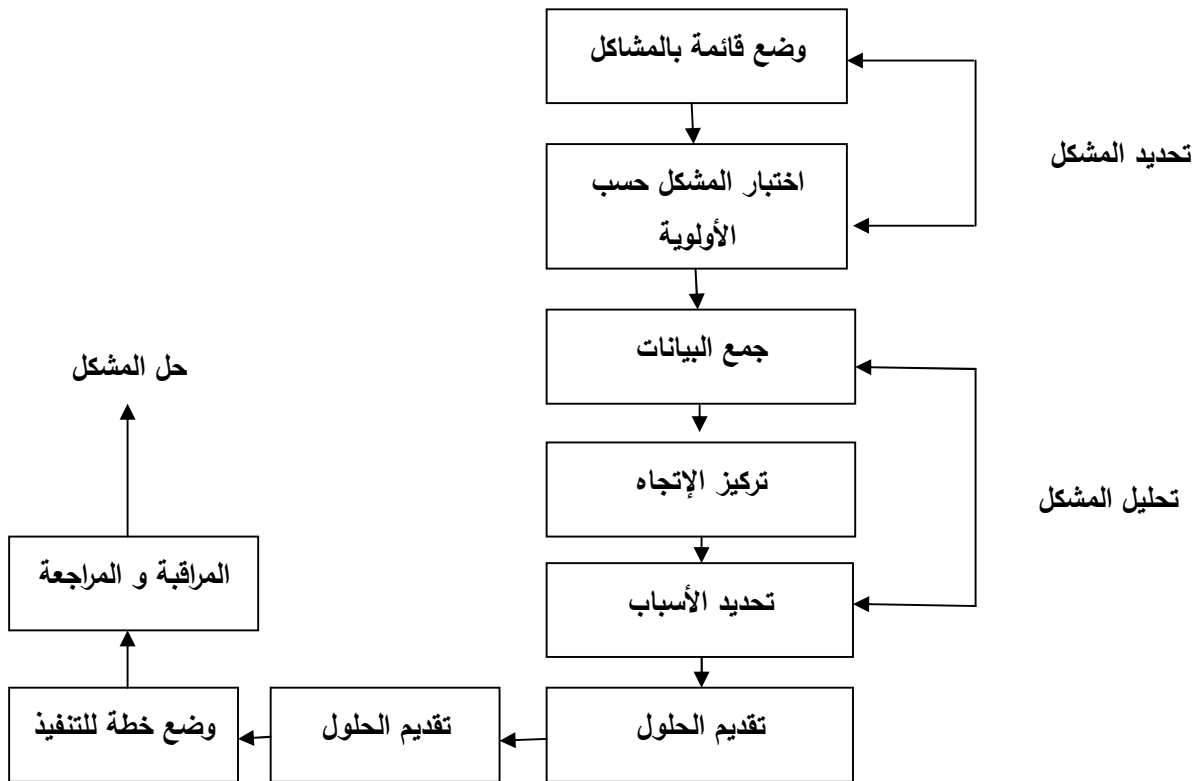 وضع قائمة بالمشاكل
تحديد المشكل
اختبار المشكل حسب
الأولوية
جمع البيانات
حل المشكل
تركيز الإتجاه
تحليل المشكل
المراقبة و المراجعة
تحديد الأسباب
تقديم الحلول
تقديم الحلول
وضع خطة للتنفيذ